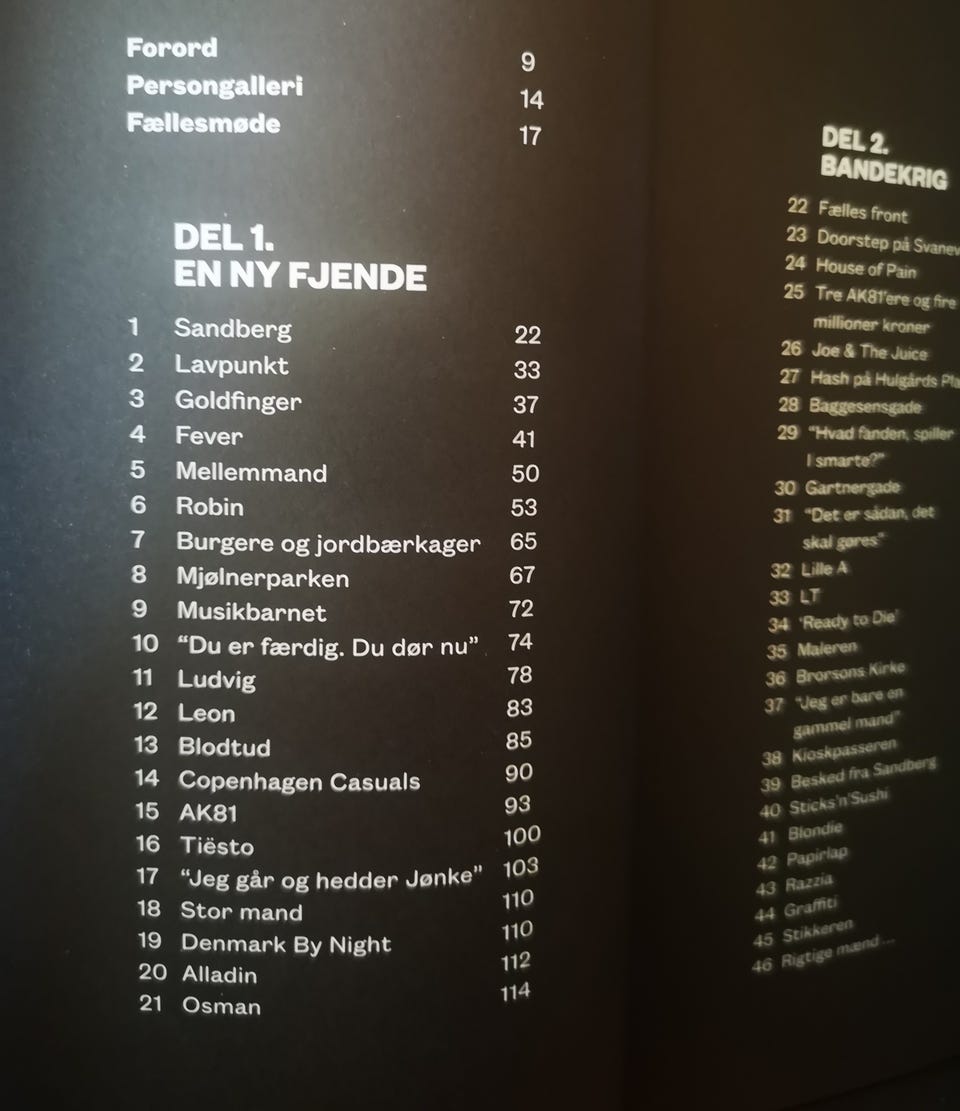 Forord 9
Persongalleri 14
Fællesmøde 17
DEL 1.
EN NY FJENDE
1 Sandberg 22
2 Lavpunkt 33
3 Goldfinger 37
4 Fever 41
5 Mellemmand 50
6 Robin 53
7 Burgere og jordbærkager 65
8 Mjølnerparken 67
9 Musikbarnet 72
10 “Du er færdig. Du dør nu” 74
11 Ludvig 78
12 Leon 83
13 Blodtud 85
14 Copenhagen Casuals 90
15 AK81 93
16 Tiësto 100
17 “Jeg går og hedder Jønke” 103
18 Stor mand 110
19 Denmark By Night 110
20 Alladin 112
21 Osman 114
DEL 2.
BANDEKRIG
22 Fælles front
23 Doorstep på
24 House of Pain
25 Tre AK81’ere og fire
millioner kroner
26 Joe & The Juice
27 Hash på Hulgårds
28 Baggesensgade
29 “Hvad fanden, spiller
I smarte?”
30 Gartnergade
31 “Det er sådan, det
skal gøres”
32 Lille A
33 LT
34 ‘Ready to Die’
35 Maleren
36 Brorsons Kirke
37 “Jeg er bare en
gammel mand”
38 Kioskpasseren
39 Besked fra Sandberg
40 Sticks’n’Sushi
41 Blondie
42 Papirlap
43 Razzia
44 Graffiti
45 Stikkeren
46 Rigtige mænd...